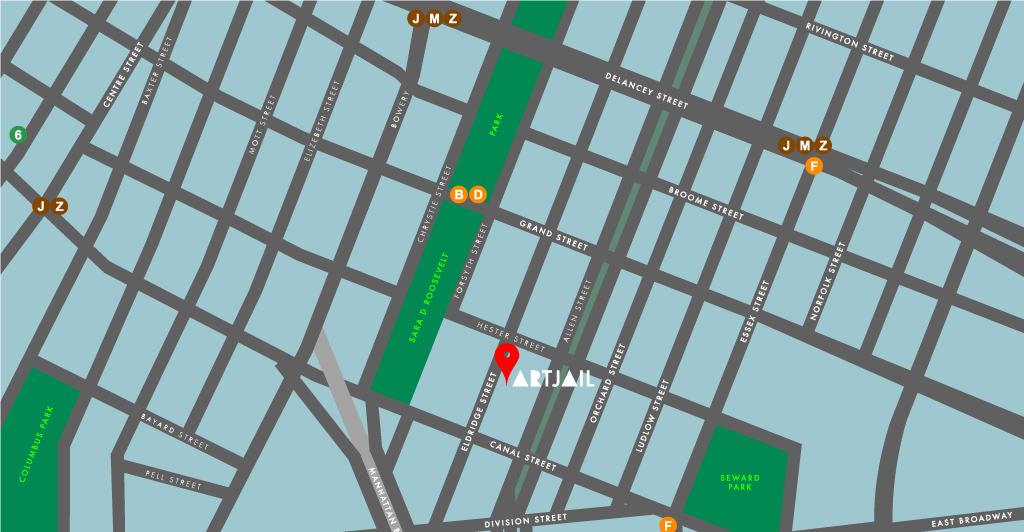 J M Z
RIVINGTON STREET
CENTRE STREET
BAXTER STREET
DELANCEY STREET
MOTT STREET
ELIZEBETH STREET
BOWERY
PARK
6
J M Z
F
CHRYSTIE STREET
B D
BROOME STREET
J Z
GRAND STREET
FORSYTH STREET
SARA D ROOSEVELT
NORFOLK STREET
ALLEN STREET
ESSEX STREET
HESTER STREET
ARTJAIL
ELDRIDGE STREET
ORCHARD STREET
LUDLOW STREET
COLUMBUS PARK
BAYARD STREET
CANAL STREET
PELL STREET
MANHATTAN B
SEWARD
PARK
DIVISION STREET
F
EAST BROADWAY